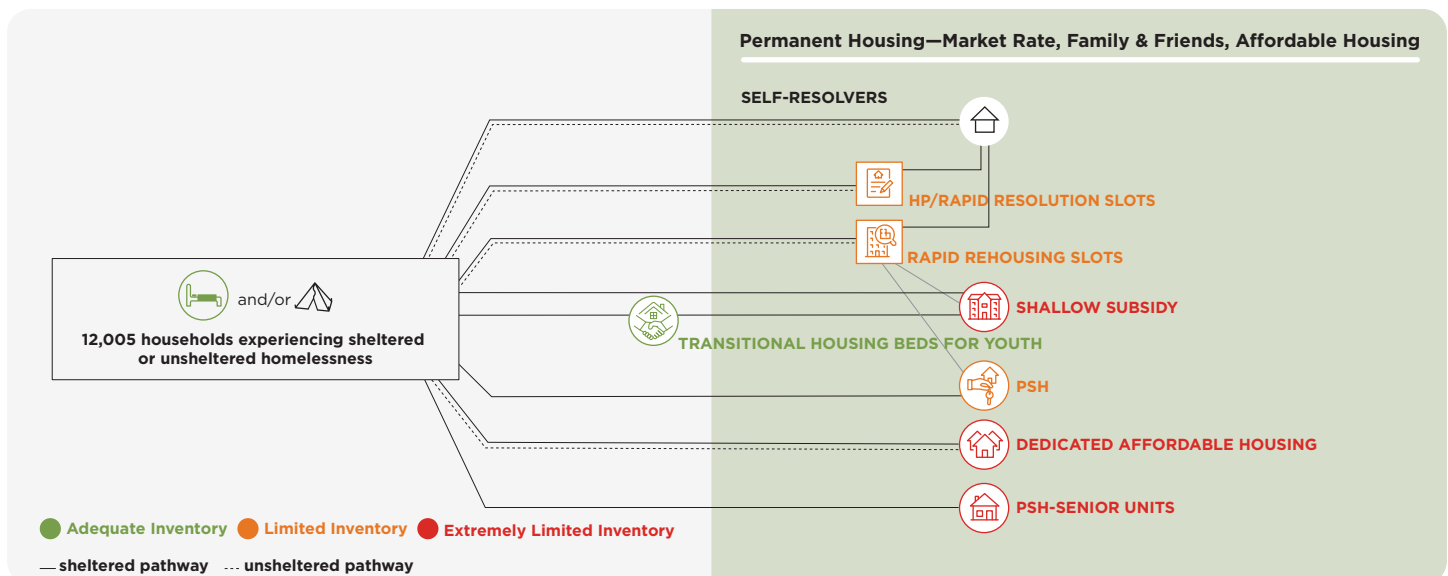 Permanent Housing—Market Rate, Family & Friends, Affordable Housing
SELF-RESOLVERS
HP/RAPID RESOLUTION SLOTS
RAPID REHOUSING SLOTS
and/or
12,005 households experiencing sheltered
or unsheltered homelessness
SHALLOW SUBSIDY
TRANSITIONAL HOUSING BEDS FOR YOUTH
PSH
DEDICATED AFFORDABLE HOUSING
PSH-SENIOR UNITS
Adequate Inventory Limited Inventory Extremely Limited Inventory
sheltered pathway unsheltered pathway